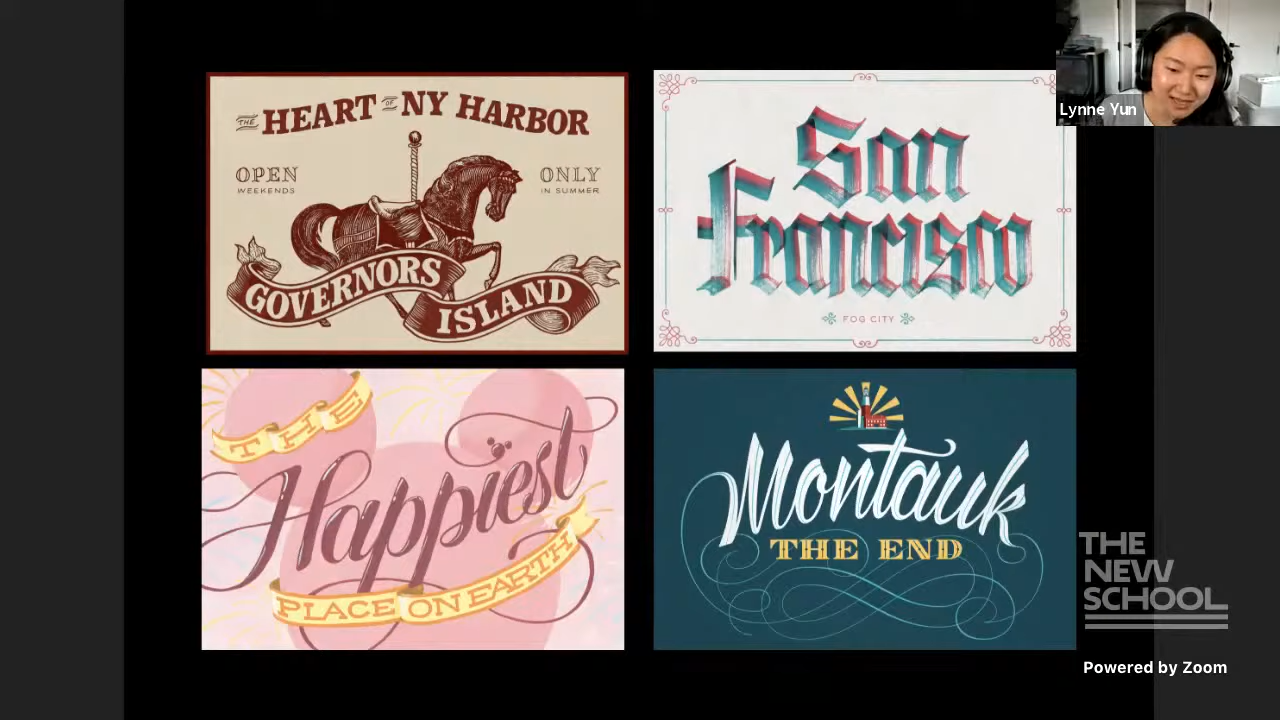 THE HEART OF NY HARBOR
OPEN
WEEKENDS
ONLY
IN SUMMER
GOVERNORS
ISLAND
San
Francisco
FOG CITY
THE
Happiest
PLACE ON EARTH
Montauk
THE END
Lynne Yun
THE
NEW
SCHOOL
Powered by Zoom